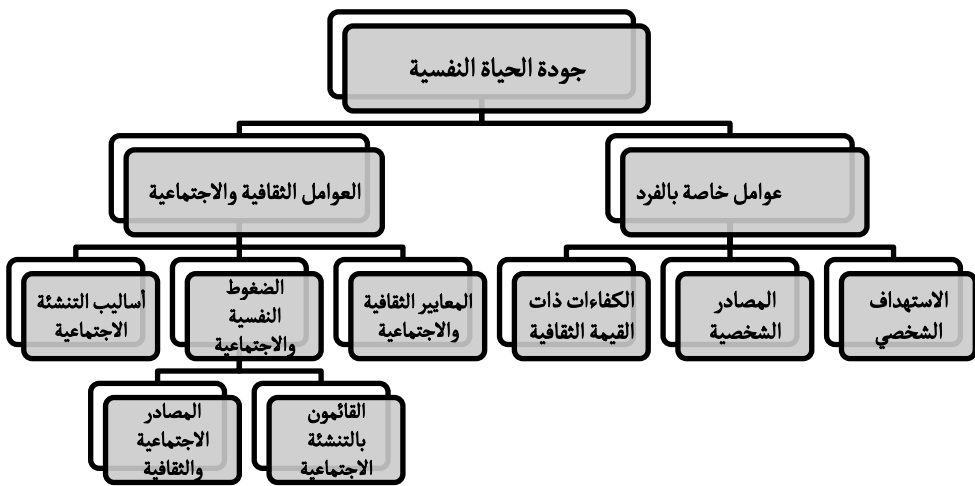 جودة الحياة النفسية
عوامل خاصة بالفرد
العوامل الثقافية والاجتماعية
الاستهداف
الشخصي
المصادر
الشخصية
الكفاءات ذات
القيمة الثقافية
المعايير الثقافية
والاجتماعية
الضغوط
النفسية
والاجتماعية
أساليب التنشئة
الاجتماعية
القائمون
بالتنشئة
الاجتماعية
المصادر
الاجتماعية
والثقافية